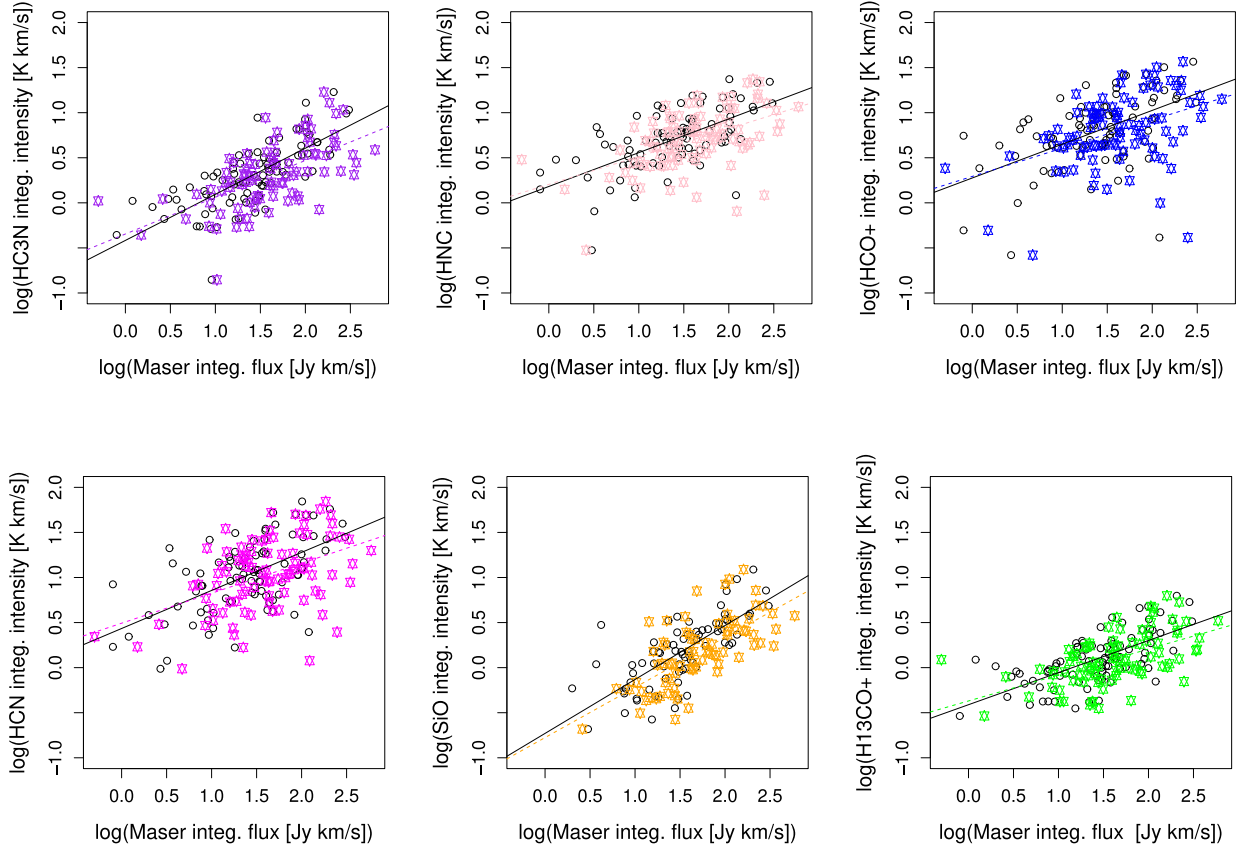 log(HC3N integ. intensity [K km/s])
2.0
1.5
1.0
0.5
0.0
−1.0
0.0 0.5 1.0 1.5 2.0 2.5
log(Maser integ. flux [Jy km/s])
log(HNC integ. intensity [K km/s])
2.0
1.5
1.0
0.5
0.0
−1.0
0.0 0.5 1.0 1.5 2.0 2.5
log(Maser integ. flux [Jy km/s])
log(HCO+ integ. intensity [K km/s])
2.0
1.5
1.0
0.5
0.0
−1.0
0.0 0.5 1.0 1.5 2.0 2.5
log(Maser integ. flux [Jy km/s])
log(HCN integ. intensity [K km/s])
2.0
1.5
1.0
0.5
0.0
−1.0
0.0 0.5 1.0 1.5 2.0 2.5
log(Maser integ. flux [Jy km/s])
log(SiO integ. intensity [K km/s])
2.0
1.5
1.0
0.5
0.0
−1.0
0.0 0.5 1.0 1.5 2.0 2.5
log(Maser integ. flux [Jy km/s])
log(H13CO+ integ. intensity [K km/s])
2.0
1.5
1.0
0.5
0.0
−1.0
0.0 0.5 1.0 1.5 2.0 2.5
log(Maser integ. flux [Jy km/s])